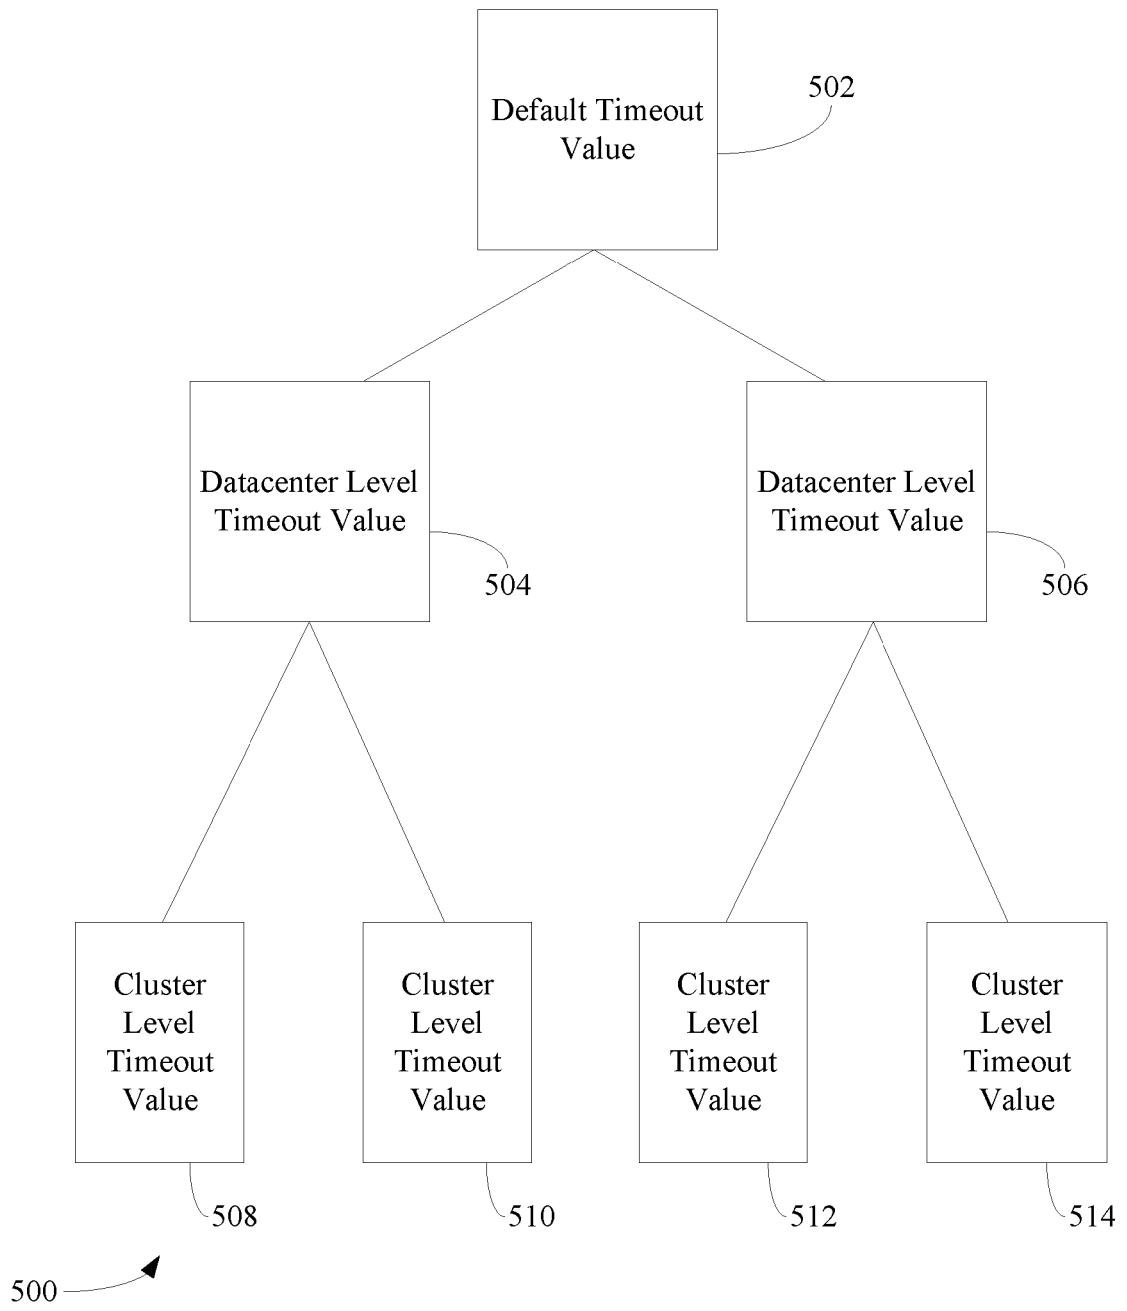 502
Default Timeout
Value
Datacenter Level
Timeout Value
504
Datacenter Level
Timeout Value
506
Cluster
Level
Timeout
Value
508
Cluster
Level
Timeout
Value
510
Cluster
Level
Timeout
Value
512
Cluster
Level
Timeout
Value
514
500